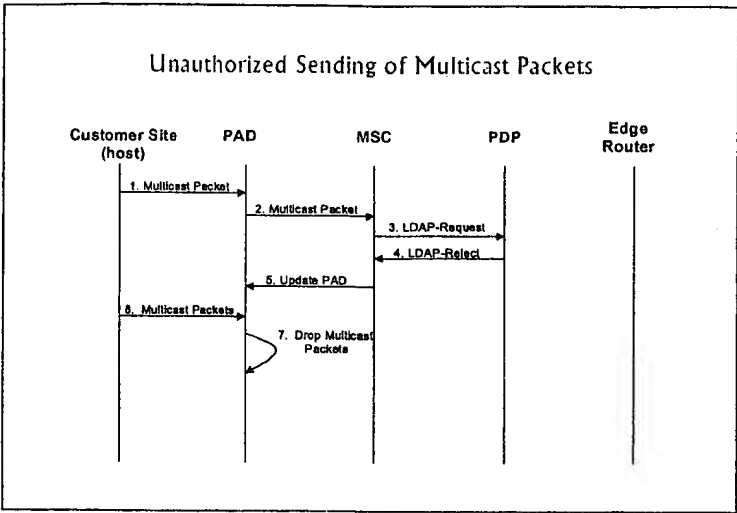 Unauthorized Sending of Multicast Packets
Customer Site
(host)
PAD
MSC
PDP
Edge
Router
1. Multicast Packet
2. Multicast Packet
3. LDAP-Request
4. LDAP-Reject
5. Update PAD
6. Multicast Packets
7. Drop Multicast
Packets